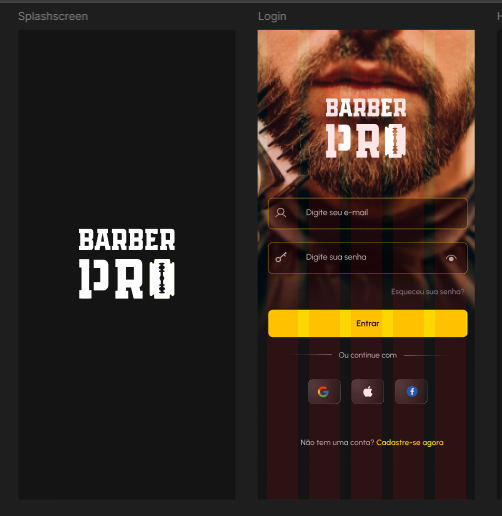 Splashscreen
Login
H
BARBER
PRO
BARBER
PRO
Digite seu e-mail
Digite sua senha
Esqueceu sua senha?
Entrar
Ou continue com
Não tem uma conta? Cadastre-se agora